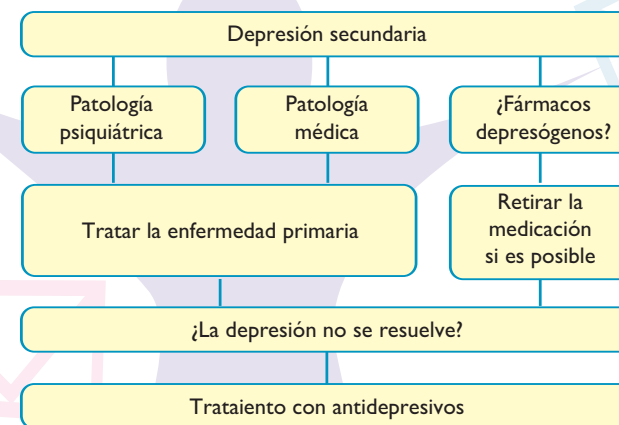 Depresión secundaria
Patología
psiquiátrica
Patología
médica
¿Fármacos
depresógenos?
Tratar la enfermedad primaria
Retirar la
medicación
si es posible
¿La depresión no se resuelve?
Trataiento con antidepresivos